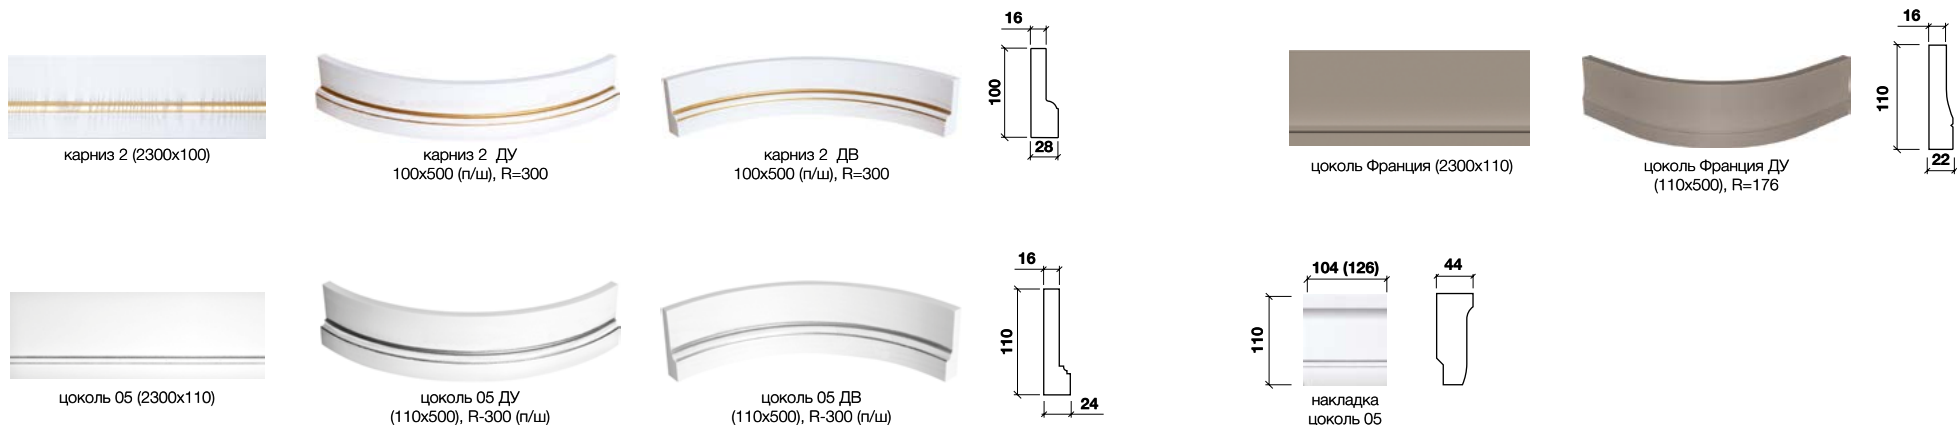 16
100
28
карниз 2 (2300x100)
карниз 2 ДУ
100x500 (п/ш), R=300
карниз 2 ДВ
100x500 (п/ш), R=300
16
110
22
цоколь Франция (2300x110)
цоколь Франция ДУ
(110x500), R=176
16
110
24
цоколь 05 (2300x110)
цоколь 05 ДУ
(110x500), R-300 (п/ш)
цоколь 05 ДВ
(110x500), R-300 (п/ш)
104 (126)
44
110
накладка
цоколь 05